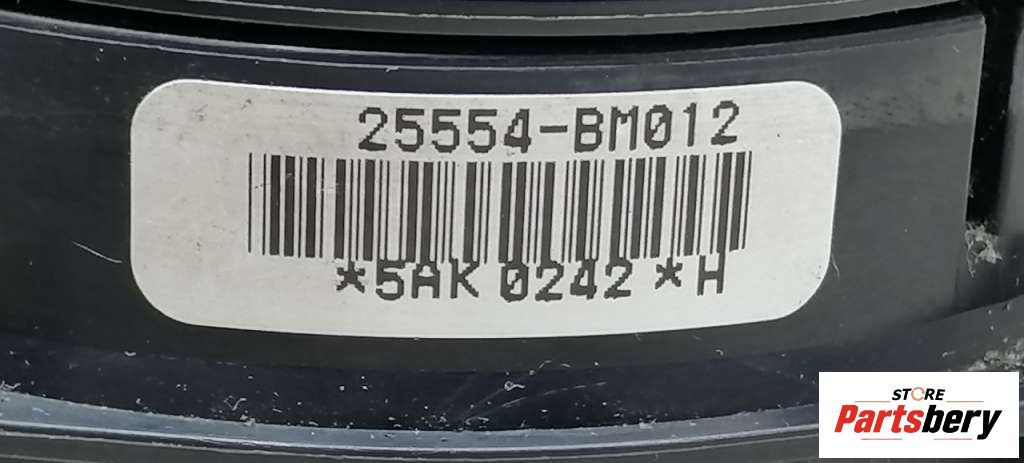 25554-BM012
*5AK 0242 *H
STORE
Partsbery